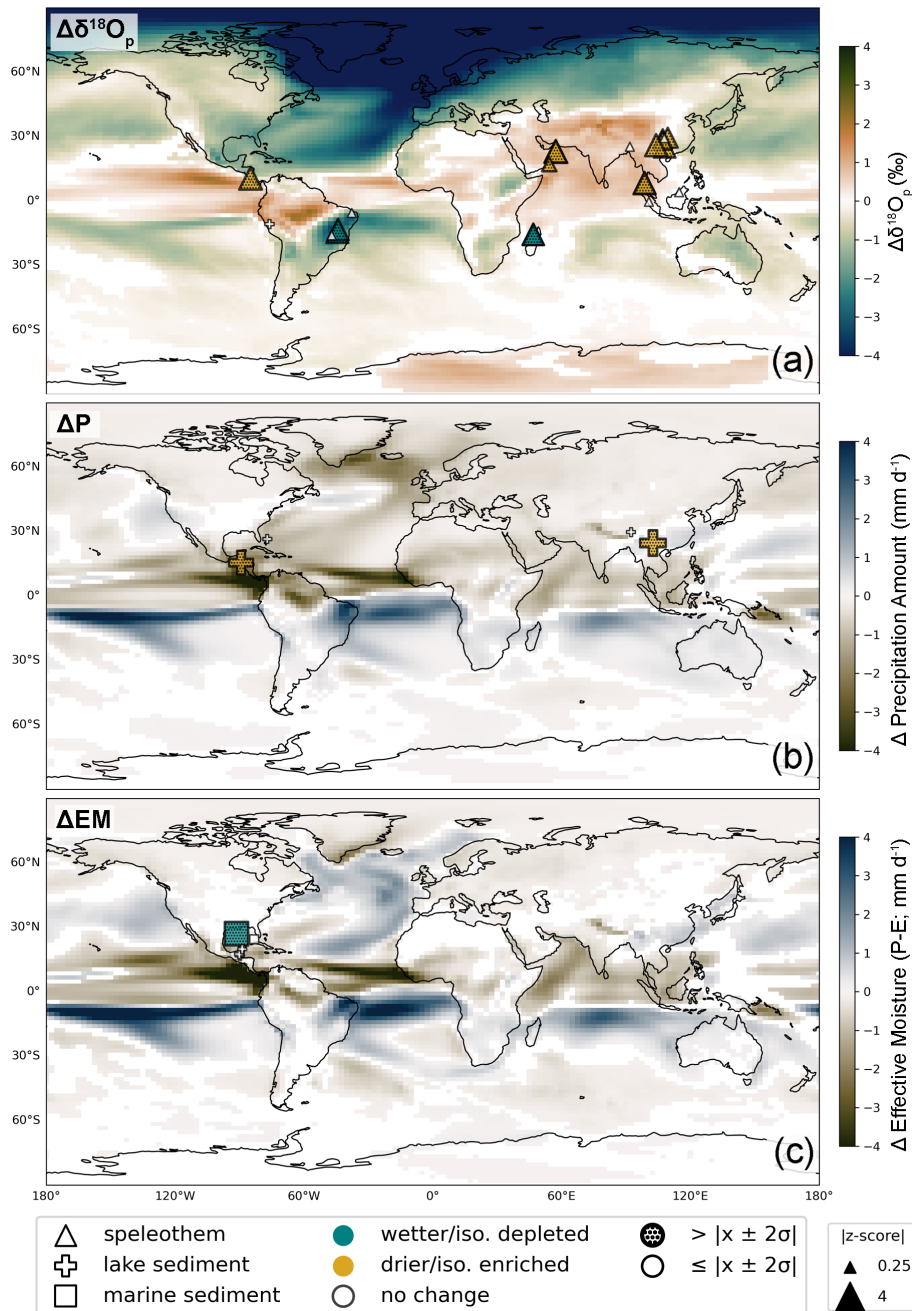 Δδ¹⁸Oₚ
60°N
30°N
0°
30°S
60°S
(a)
4
3
2
1
0
−1
−2
−3
−4
Δδ¹⁸Oₚ (‰)
ΔP
60°N
30°N
0°
30°S
60°S
(b)
4
3
2
1
0
−1
−2
−3
−4
Δ Precipitation Amount (mm d⁻¹)
ΔEM
60°N
30°N
0°
30°S
60°S
(c)
4
3
2
1
0
−1
−2
−3
−4
Δ Effective Moisture (P-E; mm d⁻¹)
180° 120°W 60°W 0° 60°E 120°E 180°
speleothem wetter/iso. depleted > |x ± 2σ|
lake sediment drier/iso. enriched ≤ |x ± 2σ|
marine sediment no change
|z-score|
0.25
4